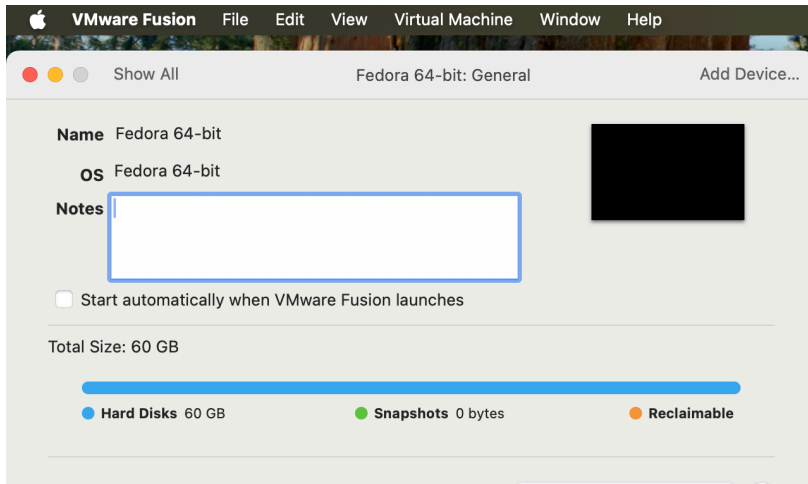 VMware Fusion File Edit View Virtual Machine Window Help
Show All Fedora 64-bit: General Add Device...
Name Fedora 64-bit
OS Fedora 64-bit
Notes
Start automatically when VMware Fusion launches
Total Size: 60 GB
Hard Disks 60 GB Snapshots 0 bytes Reclaimable